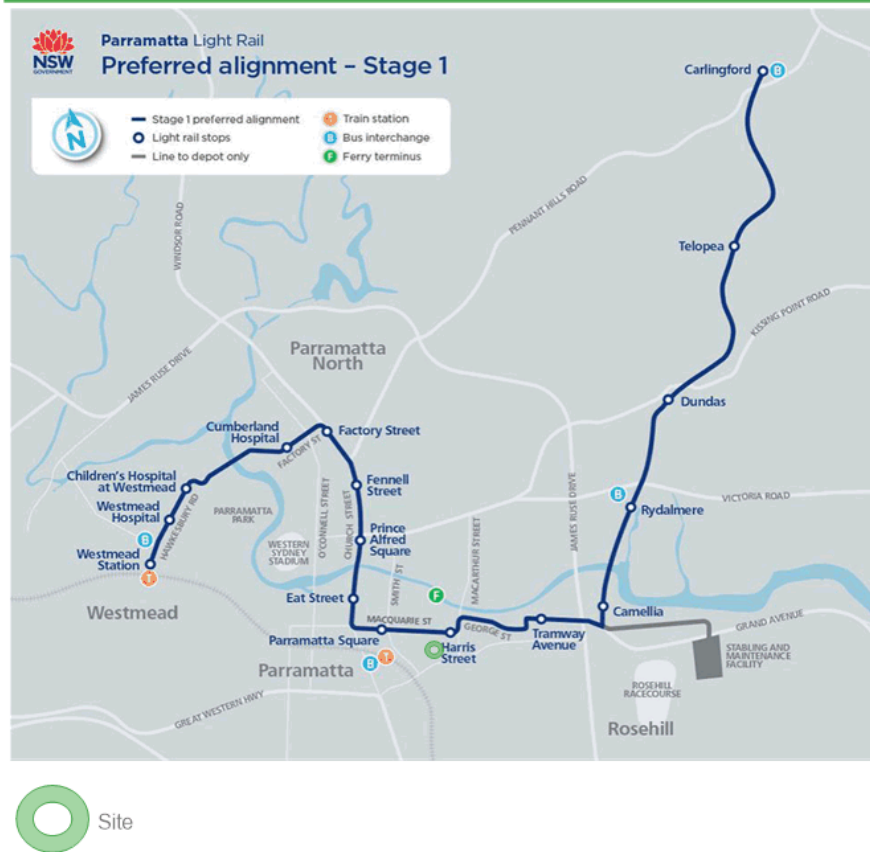 Parramatta Light Rail
Preferred alignment – Stage 1
NSW
GOVERNMENT
N
Stage 1 preferred alignment
Light rail stops
Line to depot only
T Train station
B Bus interchange
F Ferry terminus
Carlingford
B
PENNANT HILLS ROAD
WINDSOR ROAD
Telopea
KISSING POINT ROAD
Parramatta
North
JAMES RUSE DRIVE
Dundas
Cumberland
Hospital
Factory Street
FACTORY ST
Children's Hospital
at Westmead
Fennell
Street
Westmead
Hospital
HAWKESBURY RD
PARRAMATTA
PARK
O'CONNELL STREET
CHURCH STREET
JAMES RUSE DRIVE
B
VICTORIA ROAD
Rydalmere
Prince
Alfred
Square
WESTERN
SYDNEY
STADIUM
MACARTHUR STREET
B
Westmead
Station
T
SMITH ST
Westmead
Eat Street
F
Camellia
MACQUARIE ST
GEORGE ST
GRAND AVENUE
Parramatta Square
Harris
Street
Tramway
Avenue
STABLING AND
MAINTENANCE
FACILITY
Parramatta
B
T
ROSEHILL
RACECOURSE
GREAT WESTERN HWY
Rosehill
Site